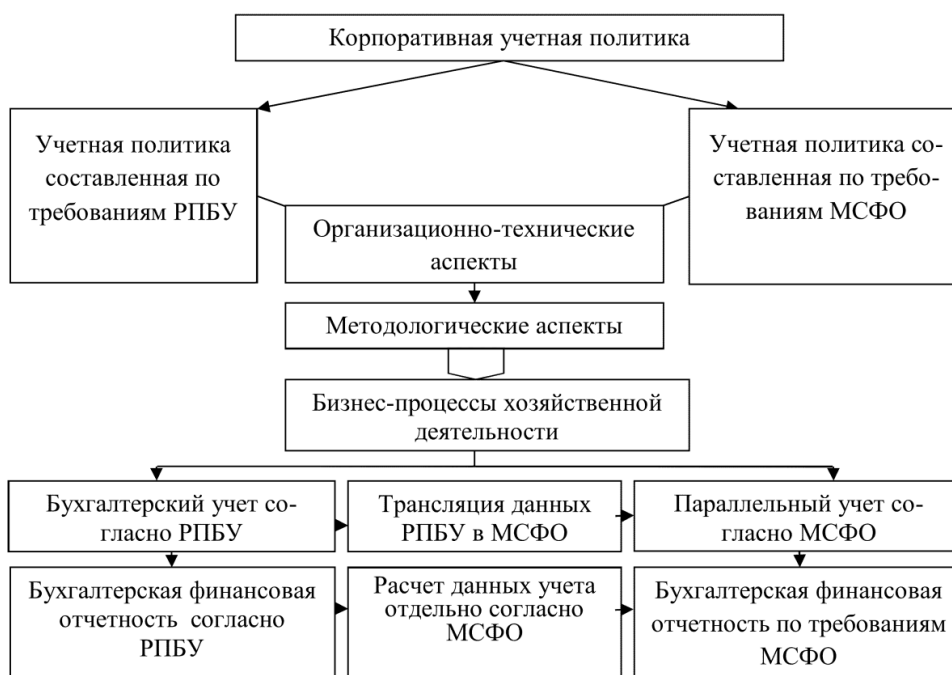 Корпоративная учетная политика
Учетная политика
составленная по
требованиям РПБУ
Учетная политика со-
ставленная по требо-
ваниям МСФО
Организационно-технические
аспекты
Методологические аспекты
Бизнес-процессы хозяйственной
деятельности
Бухгалтерский учет со-
гласно РПБУ
Трансляция данных
РПБУ в МСФО
Параллельный учет со-
гласно МСФО
Бухгалтерская финансовая
отчетность согласно
РПБУ
Расчет данных учета
отдельно согласно
МСФО
Бухгалтерская финансовая
отчетность по требованиям
МСФО